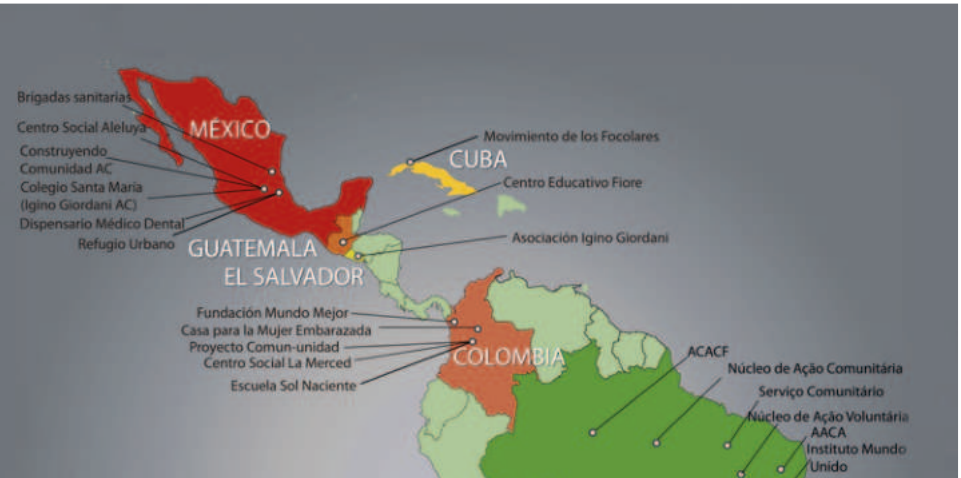 Brigadas sanitarias
MÉXICO
Centro Social Aleluya
Construyendo
Comunidad AC
Colegio Santa Maria
(Igino Giordani AC)
Dispensario Médico Dental
Refugio Urbano
Movimiento de los Focolares
CUBA
Centro Educativo Fiore
Asociación Igino Giordani
GUATEMALA
EL SALVADOR
Fundación Mundo Mejor
Casa para la Mujer Embarazada
Proyecto Comun-unidad
Centro Social La Merced
Escuela Sol Naciente
COLOMBIA
ACACF
Núcleo de Ação Comunitária
Serviço Comunitário
Núcleo de Ação Voluntária
AACA
Instituto Mundo
Unido